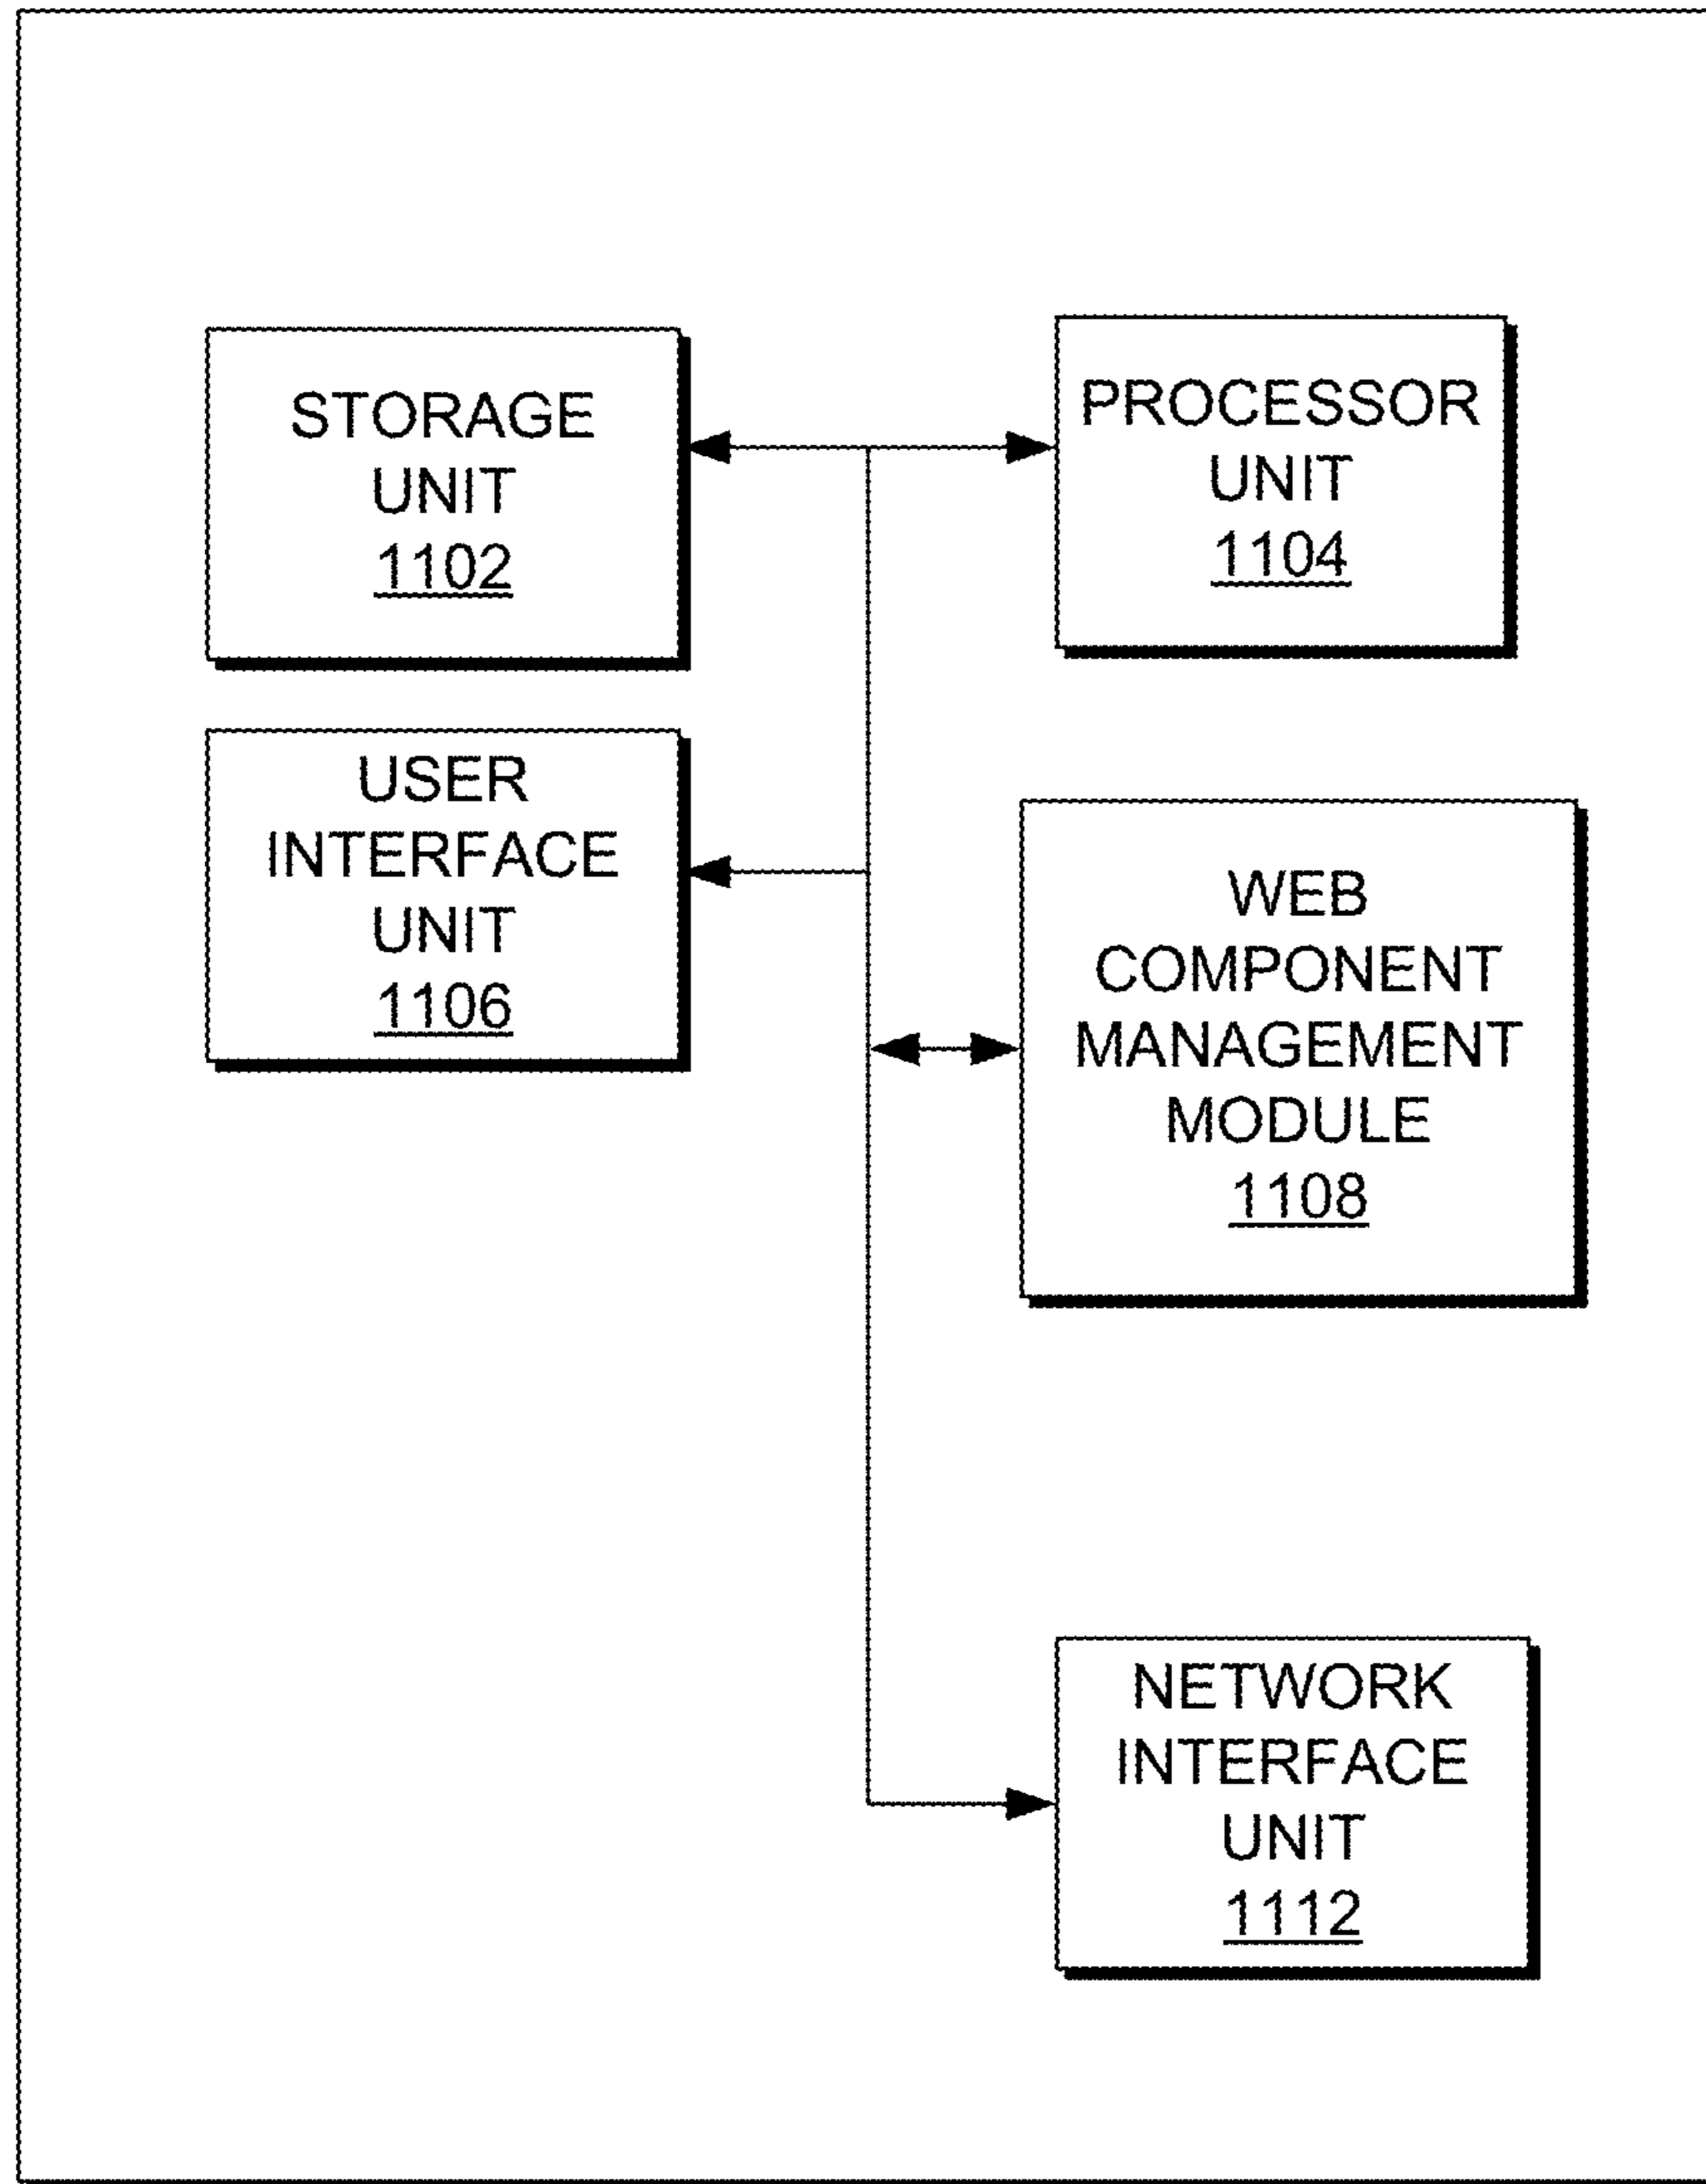 STORAGE
UNIT
1102
PROCESSOR
UNIT
1104
USER
INTERFACE
UNIT
1106
WEB
COMPONENT
MANAGEMENT
MODULE
1108
NETWORK
INTERFACE
UNIT
1112